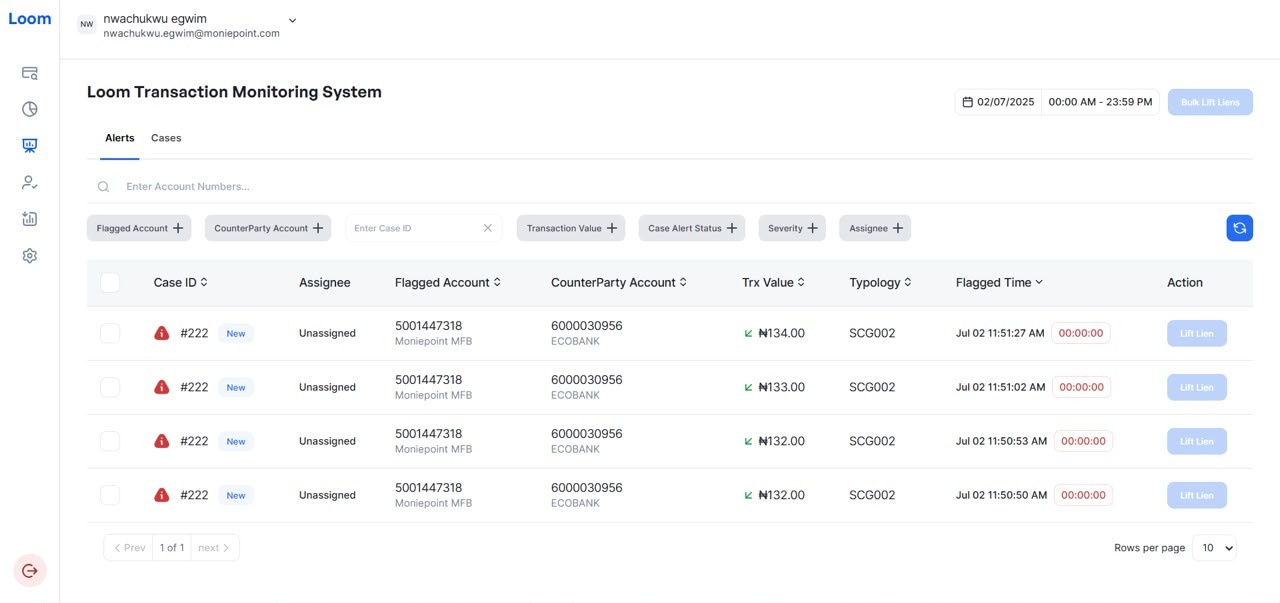 Loom
NW
nwachukwu egwim
nwachukwu.egwim@moniepoint.com
Loom Transaction Monitoring System
02/07/2025 00:00 AM - 23:59 PM Bulk Lift Liens
Alerts Cases
Enter Account Numbers...
Flagged Account CounterParty Account Enter Case ID Transaction Value Case Alert Status Severity Assignee
Case ID Assignee Flagged Account CounterParty Account Trx Value Typology Flagged Time Action
#222 New Unassigned 5001447318 6000030956 ₦134.00 SCG002 Jul 02 11:51:27 AM 00:00:00 Lift Lien
Moniepoint MFB ECOBANK
#222 New Unassigned 5001447318 6000030956 ₦133.00 SCG002 Jul 02 11:51:02 AM 00:00:00 Lift Lien
Moniepoint MFB ECOBANK
#222 New Unassigned 5001447318 6000030956 ₦132.00 SCG002 Jul 02 11:50:53 AM 00:00:00 Lift Lien
Moniepoint MFB ECOBANK
#222 New Unassigned 5001447318 6000030956 ₦132.00 SCG002 Jul 02 11:50:50 AM 00:00:00 Lift Lien
Moniepoint MFB ECOBANK
Prev 1 of 1 next Rows per page 10